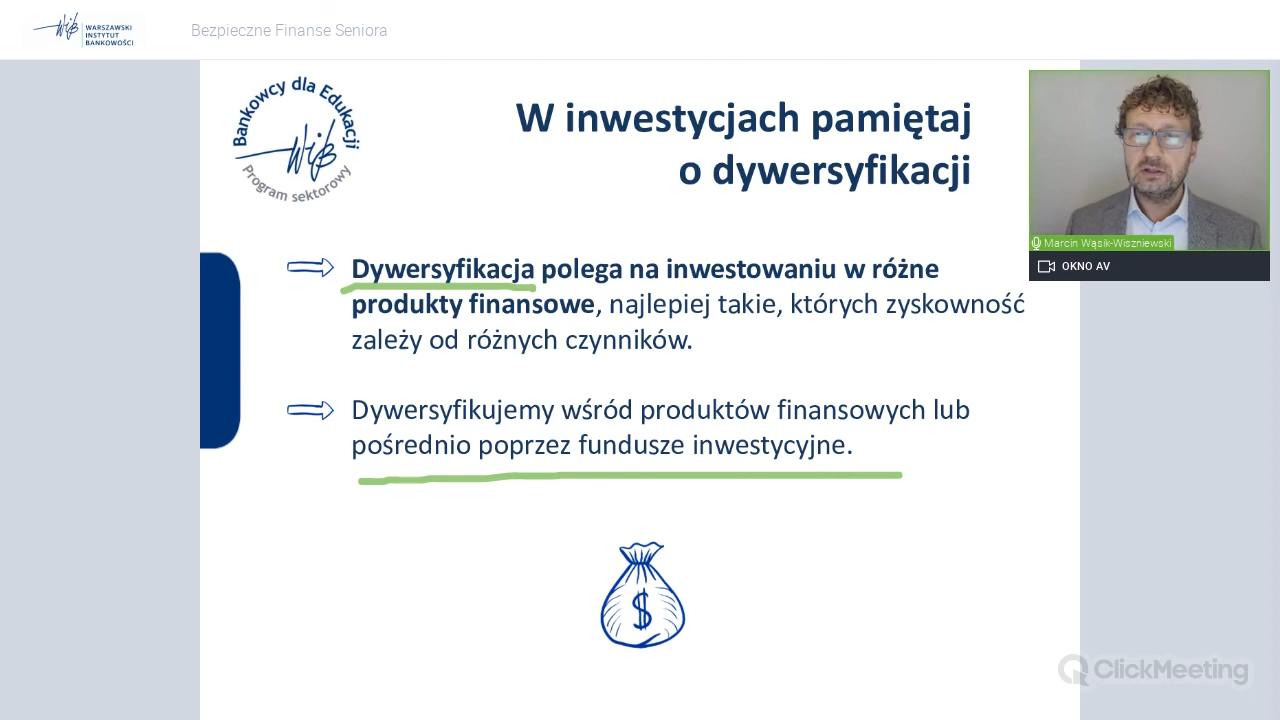 WARSZAWSKI
INSTYTUT
BANKOWOŚCI
Bezpieczne Finanse Seniora
Bankowcy dla Edukacji
WiB
Program sektorowy
W inwestycjach pamiętaj
o dywersyfikacji
Marcin Wąsik-Wiszniewski
OKNO AV
Dywersyfikacja polega na inwestowaniu w różne
produkty finansowe, najlepiej takie, których zyskowność
zależy od różnych czynników.
Dywersyfikujemy wśród produktów finansowych lub
pośrednio poprzez fundusze inwestycyjne.
$
ClickMeeting